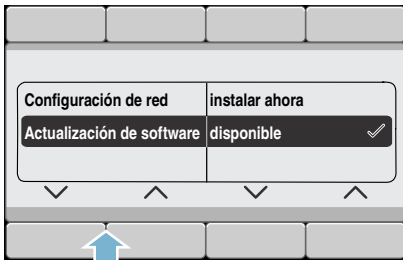 Configuración de red instalar ahora
Actualización de software disponible